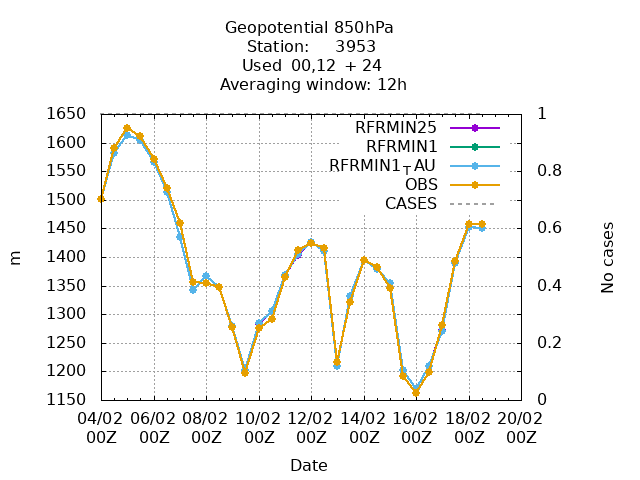 Geopotential 850hPa
Station: 3953
Used 00,12 + 24
Averaging window: 12h
1650
1600
1550
1500
1450
1400
1350
1300
1250
1200
1150
m
1
0.8
0.6
0.4
0.2
0
No cases
RFRMIN25
RFRMIN1
RFRMIN1TAU
OBS
CASES
04/02 06/02 08/02 10/02 12/02 14/02 16/02 18/02 20/02
00Z 00Z 00Z 00Z 00Z 00Z 00Z 00Z 00Z
Date